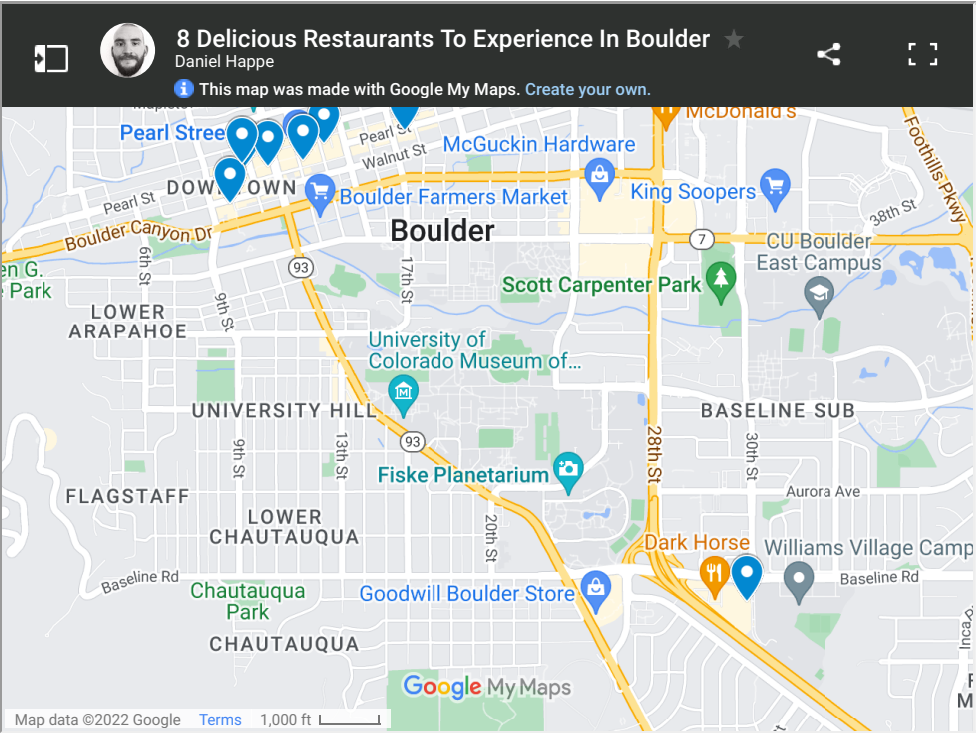 8 Delicious Restaurants To Experience In Boulder
Daniel Happe
This map was made with Google My Maps. Create your own.
McDonald's
Pearl Stree
Pearl St
Walnut St
McGuckin Hardware
Foothills Pkwy
DOWNTOWN
Boulder Farmers Market
King Soopers
Pearl St
38th St
Boulder Canyon Dr
Boulder
7
CU Boulder
East Campus
en G.
Park
6th St
93
17th St
Scott Carpenter Park
9th St
LOWER
ARAPAHOE
University of
Colorado Museum of...
UNIVERSITY HILL
BASELINE SUB
9th St
13th St
93
28th St
30th St
Fiske Planetarium
FLAGSTAFF
Aurora Ave
LOWER
CHAUTAUQUA
20th St
Dark Horse
Williams Village Camp
Baseline Rd
Baseline Rd
Chautauqua
Park
Goodwill Boulder Store
CHAUTAUQUA
Google My Maps
M
Map data ©2022 Google
Terms
1,000 ft